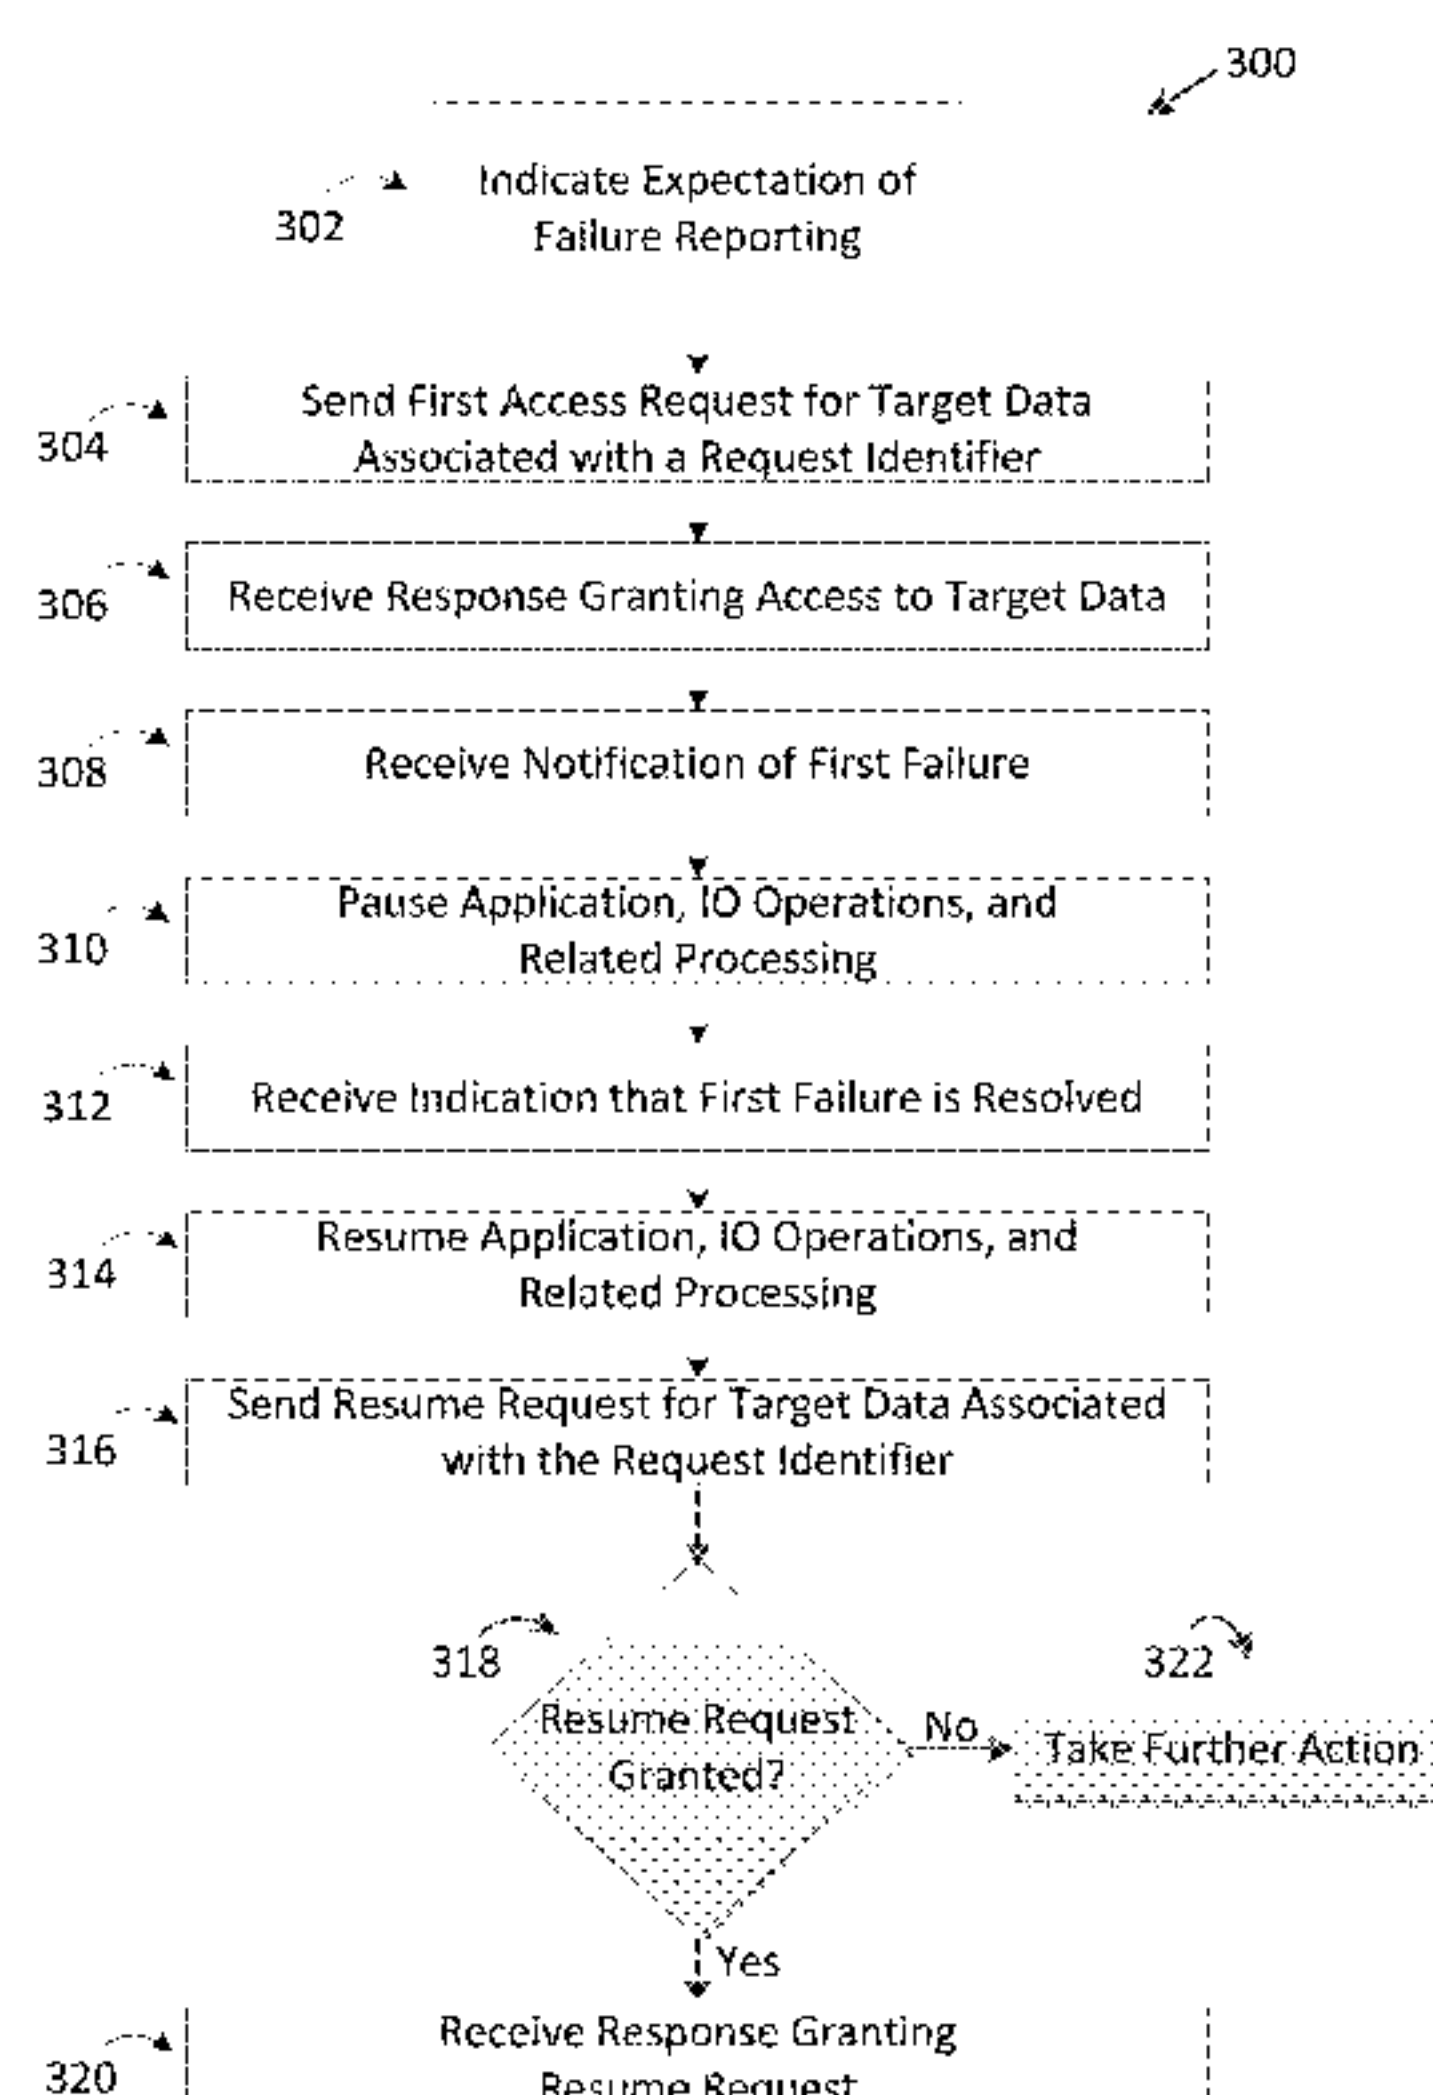 300
Indicate Expectation of
302
Failure Reporting
Send First Access Request for Target Data
304
Associated with a Request Identifier
306
Receive Response Granting Access to Target Data
308
Receive Notification of First Failure
Pause Application, IO Operations, and
310
Related Processing
312
Receive Indication that First Failure is Resolved
Resume Application, IO Operations, and
314
Related Processing
Send Resume Request for Target Data Associated
316
with the Request Identifier
318
322
Resume Request
Granted?
No
Take Further Action
Yes
Receive Response Granting
320
Resume Request